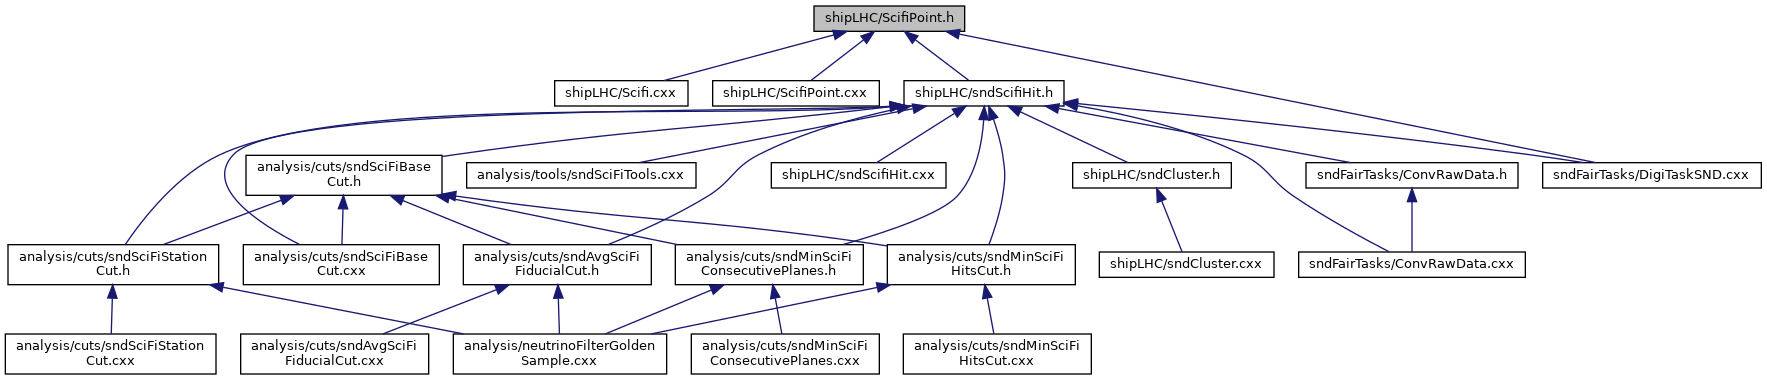 shipLHC/ScifiPoint.h
shipLHC/Scifi.cxx
shipLHC/ScifiPoint.cxx
shipLHC/sndScifiHit.h
analysis/cuts/sndSciFiBase
Cut.h
analysis/tools/sndSciFiTools.cxx
shipLHC/sndScifiHit.cxx
shipLHC/sndCluster.h
sndFairTasks/ConvRawData.h
sndFairTasks/DigiTaskSND.cxx
analysis/cuts/sndSciFiStation
Cut.h
analysis/cuts/sndSciFiBase
Cut.cxx
analysis/cuts/sndAvgSciFi
FiducialCut.h
analysis/cuts/sndMinSciFi
ConsecutivePlanes.h
analysis/cuts/sndMinSciFi
HitsCut.h
shipLHC/sndCluster.cxx
sndFairTasks/ConvRawData.cxx
analysis/cuts/sndSciFiStation
Cut.cxx
analysis/cuts/sndAvgSciFi
FiducialCut.cxx
analysis/neutrinoFilterGolden
Sample.cxx
analysis/cuts/sndMinSciFi
ConsecutivePlanes.cxx
analysis/cuts/sndMinSciFi
HitsCut.cxx